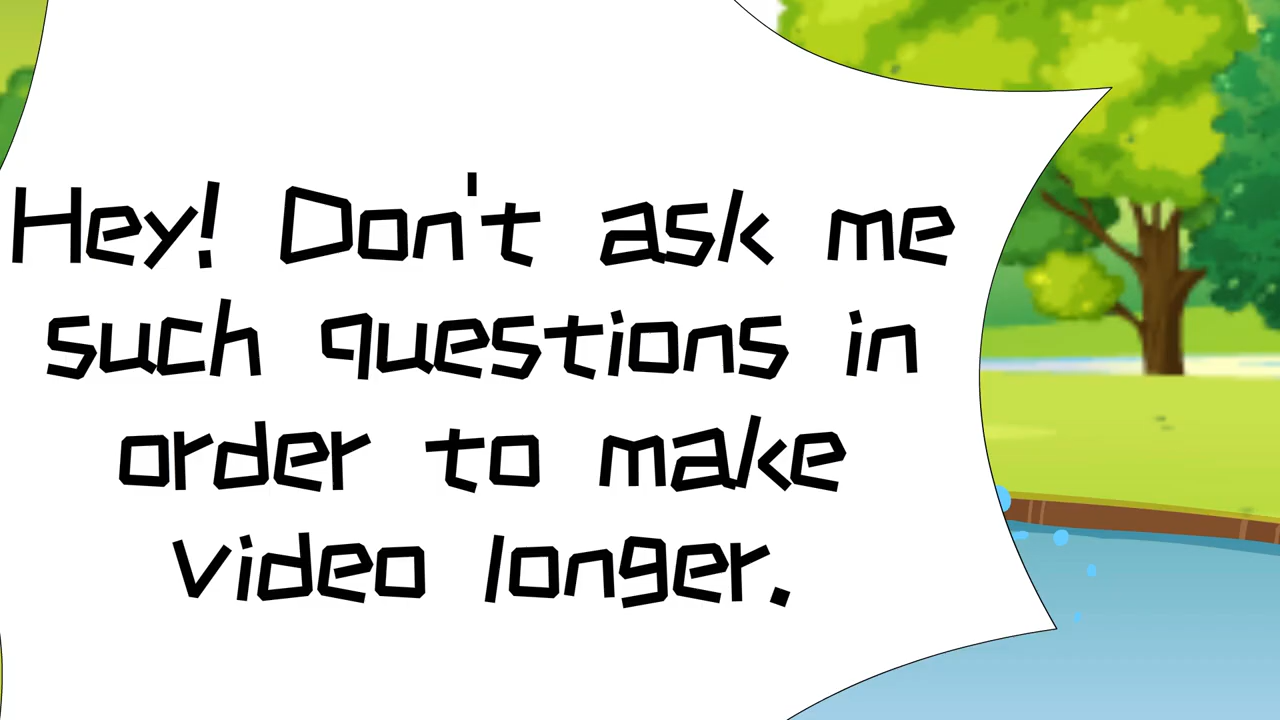 Hey! Don't ask me
such questions in
order to make
video longer.